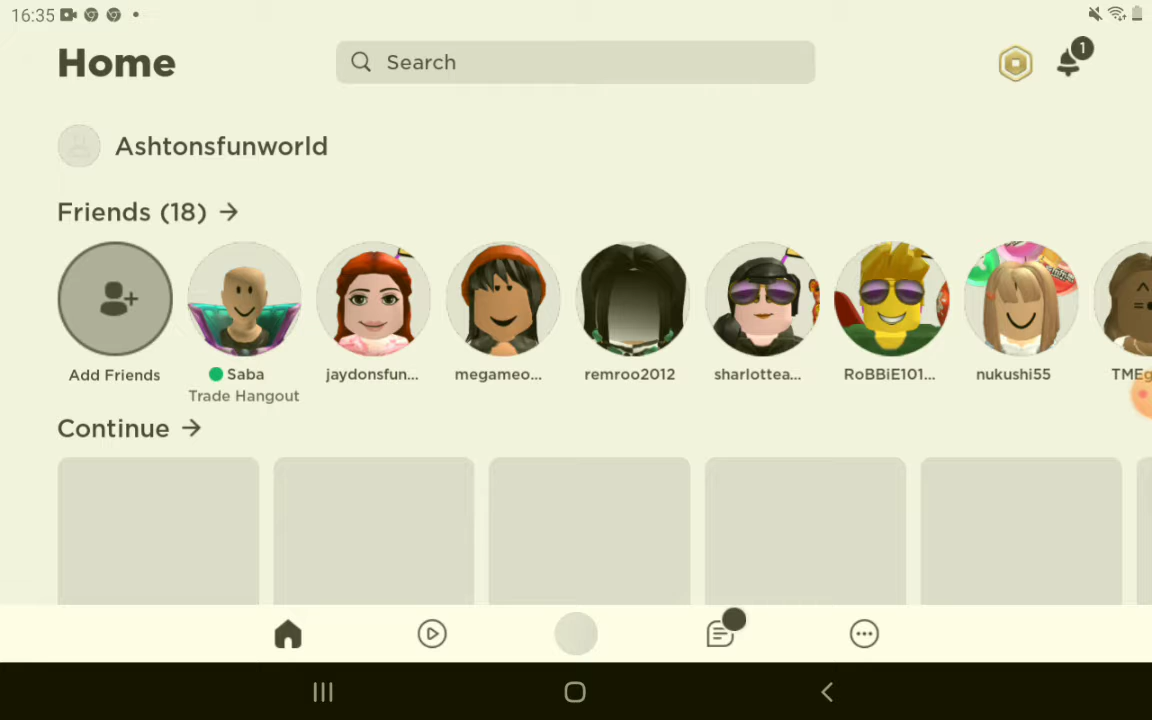 16:35
Home
Search
1
Ashtonsfunworld
Friends (18)
Add Friends
Saba
Trade Hangout
jaydonsfun...
megameo...
remroo2012
sharlottea...
RoBBiE101...
nukushi55
TMEg
Continue